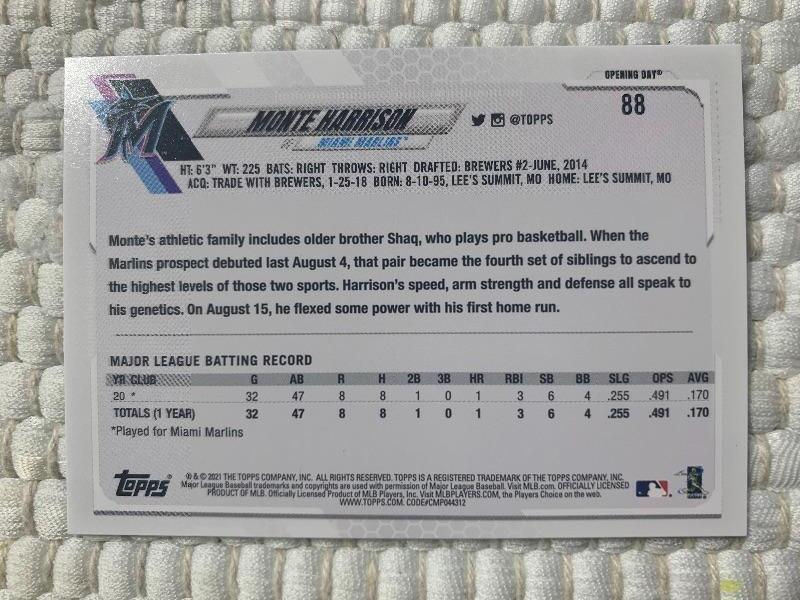 OPENING DAY®
88
MONTE HARRISON
@TOPPS
OF MIAMI MARLINS™
HT: 6'3" WT: 225 BATS: RIGHT THROWS: RIGHT DRAFTED: BREWERS #2-JUNE, 2014
ACQ: TRADE WITH BREWERS, 1-25-18 BORN: 8-10-95, LEE'S SUMMIT, MO HOME: LEE'S SUMMIT, MO
Monte's athletic family includes older brother Shaq, who plays pro basketball. When the
Marlins prospect debuted last August 4, that pair became the fourth set of siblings to ascend to
the highest levels of those two sports. Harrison's speed, arm strength and defense all speak to
his genetics. On August 15, he flexed some power with his first home run.
MAJOR LEAGUE BATTING RECORD
YR CLUB G AB R H 2B 3B HR RBI SB BB SLG OPS AVG
20 * 32 47 8 8 1 0 1 3 6 4 .255 .491 .170
TOTALS (1 YEAR) 32 47 8 8 1 0 1 3 6 4 .255 .491 .170
*Played for Miami Marlins
topps®
® & © 2021 THE TOPPS COMPANY, INC. ALL RIGHTS RESERVED. TOPPS IS A REGISTERED TRADEMARK OF THE TOPPS COMPANY, INC.
Major League Baseball trademarks and copyrights are used with permission of Major League Baseball. Visit MLB.com. OFFICIALLY LICENSED
PRODUCT OF MLB. Officially Licensed Product of MLB Players, Inc. Visit MLBPLAYERS.COM, the Players Choice on the web.
WWW.TOPPS.COM. CODE#CMP044312